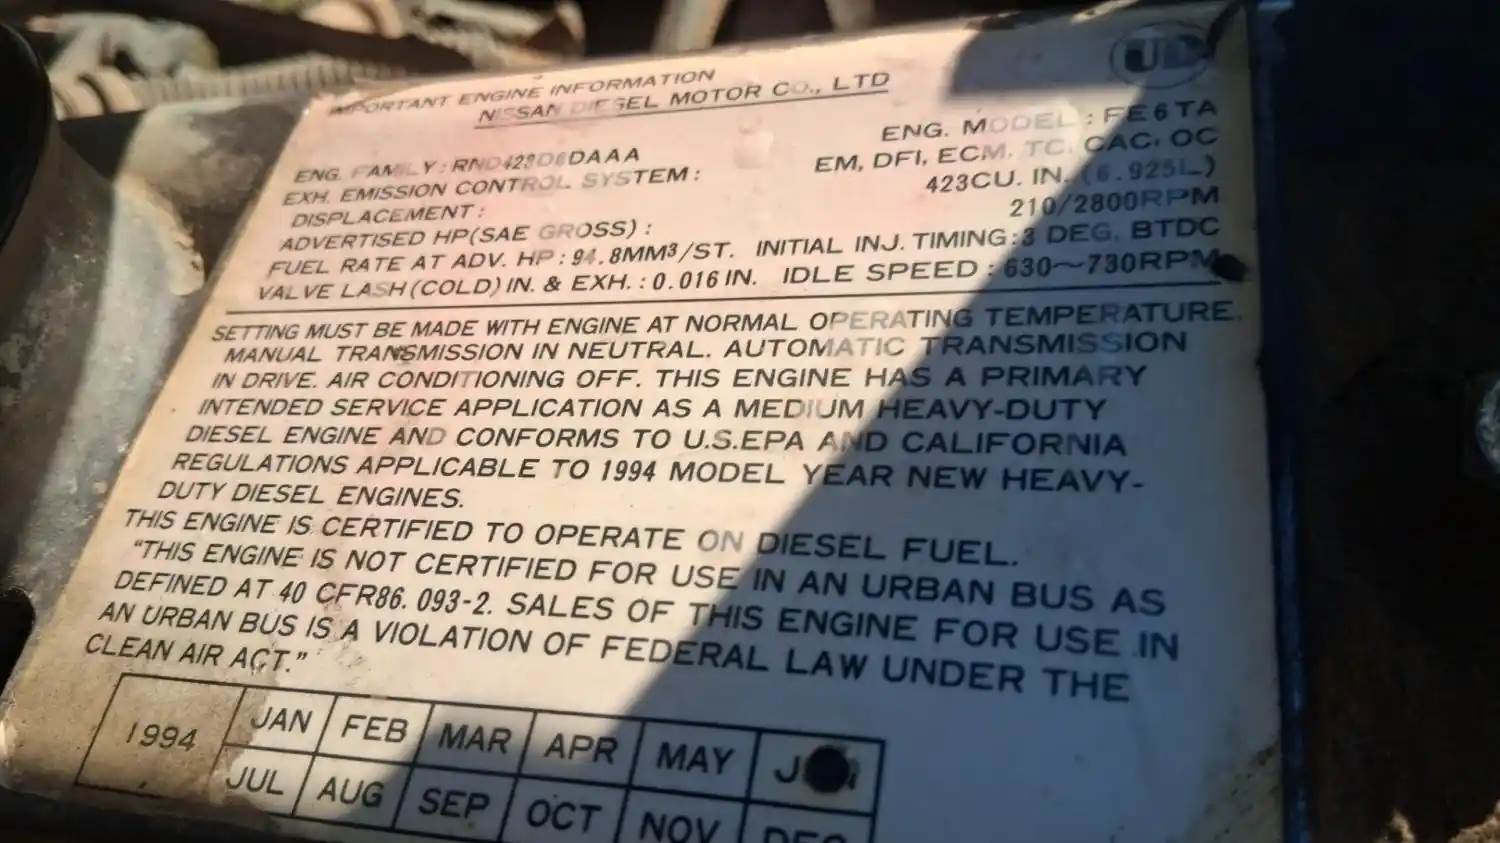 UD
IMPORTANT ENGINE INFORMATION
NISSAN DIESEL MOTOR CO., LTD
ENG. FAMILY: RND423D6DAAA ENG. MODEL: FE6TA
EXH. EMISSION CONTROL SYSTEM: EM, DFI, ECM, TC, CAC, OC
DISPLACEMENT: 423CU. IN. (6.925L)
ADVERTISED HP(SAE GROSS): 210/2800RPM
FUEL RATE AT ADV. HP: 94.8MM³/ST. INITIAL INJ. TIMING: 3 DEG. BTDC
VALVE LASH(COLD) IN. & EXH.: 0.016 IN. IDLE SPEED: 630~730RPM
SETTING MUST BE MADE WITH ENGINE AT NORMAL OPERATING TEMPERATURE.
MANUAL TRANSMISSION IN NEUTRAL. AUTOMATIC TRANSMISSION
IN DRIVE. AIR CONDITIONING OFF. THIS ENGINE HAS A PRIMARY
INTENDED SERVICE APPLICATION AS A MEDIUM HEAVY-DUTY
DIESEL ENGINE AND CONFORMS TO U.S.EPA AND CALIFORNIA
REGULATIONS APPLICABLE TO 1994 MODEL YEAR NEW HEAVY-
DUTY DIESEL ENGINES.
THIS ENGINE IS CERTIFIED TO OPERATE ON DIESEL FUEL.
"THIS ENGINE IS NOT CERTIFIED FOR USE IN AN URBAN BUS AS
DEFINED AT 40 CFR86.093-2. SALES OF THIS ENGINE FOR USE IN
AN URBAN BUS IS A VIOLATION OF FEDERAL LAW UNDER THE
CLEAN AIR ACT."
1994 JAN FEB MAR APR MAY
JUL AUG SEP OCT NOV DEC